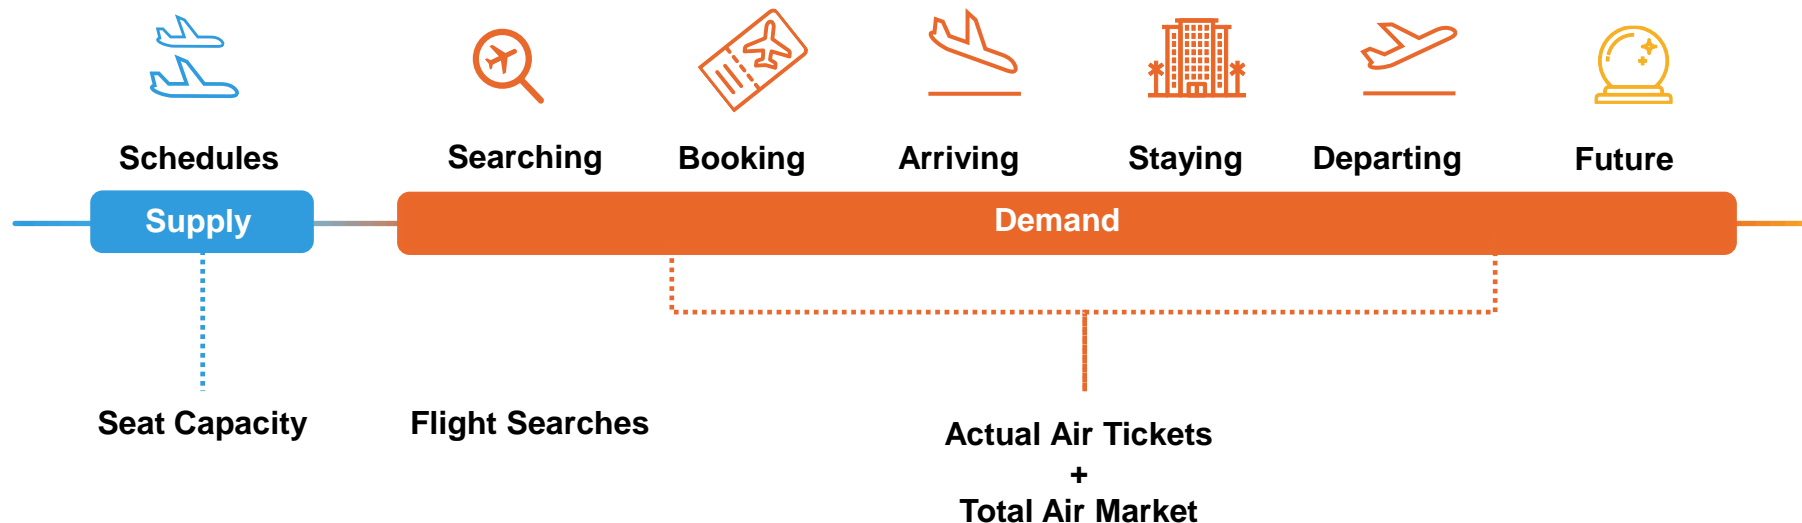 Schedules
Searching
Booking
Arriving
Staying
Departing
Future
Supply
Demand
Seat Capacity
Flight Searches
Actual Air Tickets
+
Total Air Market